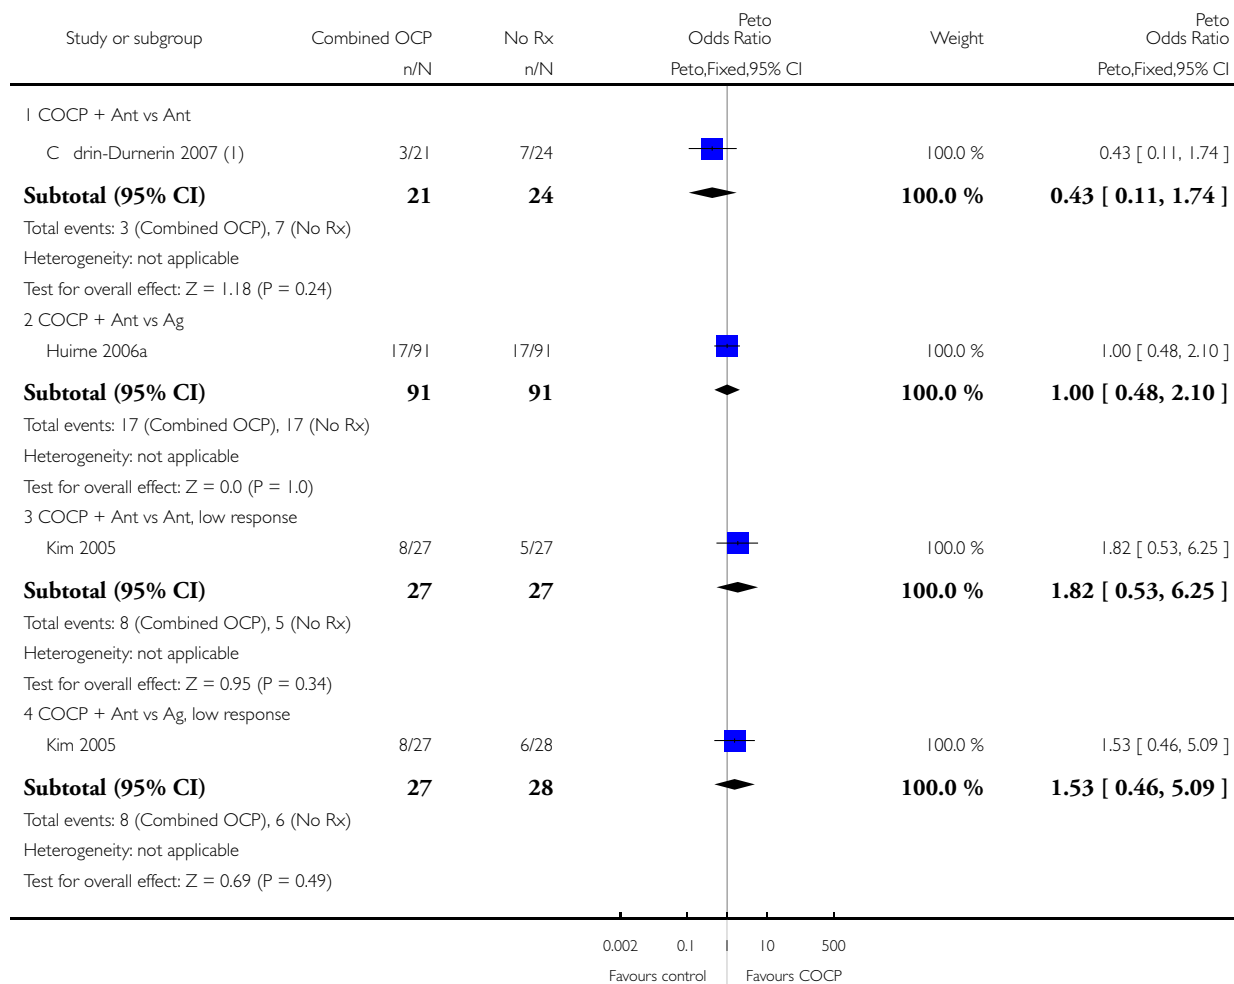 Peto Peto
Study or subgroup Combined OCP No Rx Odds Ratio Weight Odds Ratio
n/N n/N Peto,Fixed,95% CI Peto,Fixed,95% CI
1 COCP + Ant vs Ant
C drin-Durnerin 2007 (1) 3/21 7/24 100.0 % 0.43 [ 0.11, 1.74 ]
Subtotal (95% CI) 21 24 100.0 % 0.43 [ 0.11, 1.74 ]
Total events: 3 (Combined OCP), 7 (No Rx)
Heterogeneity: not applicable
Test for overall effect: Z = 1.18 (P = 0.24)
2 COCP + Ant vs Ag
Huirne 2006a 17/91 17/91 100.0 % 1.00 [ 0.48, 2.10 ]
Subtotal (95% CI) 91 91 100.0 % 1.00 [ 0.48, 2.10 ]
Total events: 17 (Combined OCP), 17 (No Rx)
Heterogeneity: not applicable
Test for overall effect: Z = 0.0 (P = 1.0)
3 COCP + Ant vs Ant, low response
Kim 2005 8/27 5/27 100.0 % 1.82 [ 0.53, 6.25 ]
Subtotal (95% CI) 27 27 100.0 % 1.82 [ 0.53, 6.25 ]
Total events: 8 (Combined OCP), 5 (No Rx)
Heterogeneity: not applicable
Test for overall effect: Z = 0.95 (P = 0.34)
4 COCP + Ant vs Ag, low response
Kim 2005 8/27 6/28 100.0 % 1.53 [ 0.46, 5.09 ]
Subtotal (95% CI) 27 28 100.0 % 1.53 [ 0.46, 5.09 ]
Total events: 8 (Combined OCP), 6 (No Rx)
Heterogeneity: not applicable
Test for overall effect: Z = 0.69 (P = 0.49)
0.002 0.1 1 10 500
Favours control Favours COCP